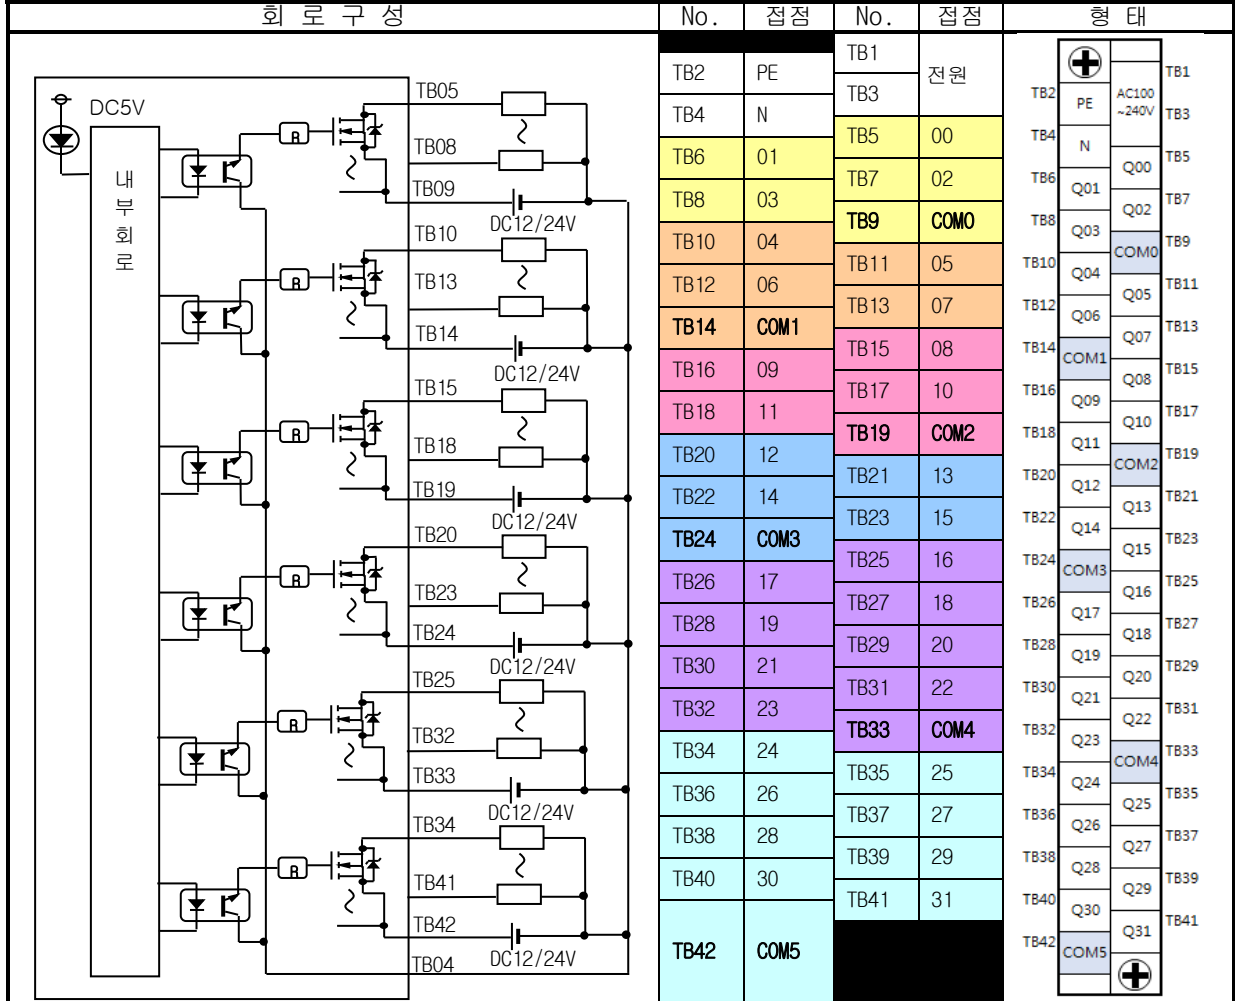 회 로 구 성
No.
접점
No.
접점
형 태
DC5V
내
부
회
로
R
TB05
TB08
TB09
DC12/24V
R
TB10
TB13
TB14
DC12/24V
R
TB15
TB18
TB19
DC12/24V
R
TB20
TB23
TB24
DC12/24V
R
TB25
TB32
TB33
DC12/24V
R
TB34
TB41
TB42
DC12/24V
TB04
TB2 PE
TB4 N
TB6 01
TB8 03
TB10 04
TB12 06
TB14 COM1
TB16 09
TB18 11
TB20 12
TB22 14
TB24 COM3
TB26 17
TB28 19
TB30 21
TB32 23
TB34 24
TB36 26
TB38 28
TB40 30
TB42 COM5
TB1
전원
TB3
TB5 00
TB7 02
TB9 COM0
TB11 05
TB13 07
TB15 08
TB17 10
TB19 COM2
TB21 13
TB23 15
TB25 16
TB27 18
TB29 20
TB31 22
TB33 COM4
TB35 25
TB37 27
TB39 29
TB41 31
TB2 PE
TB4 N
TB6 Q01
TB8 Q03
TB10 Q04
TB12 Q06
TB14 COM1
TB16 Q09
TB18 Q11
TB20 Q12
TB22 Q14
TB24 COM3
TB26 Q17
TB28 Q19
TB30 Q21
TB32 Q23
TB34 Q24
TB36 Q26
TB38 Q28
TB40 Q30
TB42 COM5
AC100 TB1
~240V TB3
Q00 TB5
Q02 TB7
COM0 TB9
Q05 TB11
Q07 TB13
Q08 TB15
Q10 TB17
COM2 TB19
Q13 TB21
Q15 TB23
Q16 TB25
Q18 TB27
Q20 TB29
Q22 TB31
COM4 TB33
Q25 TB35
Q27 TB37
Q29 TB39
Q31 TB41